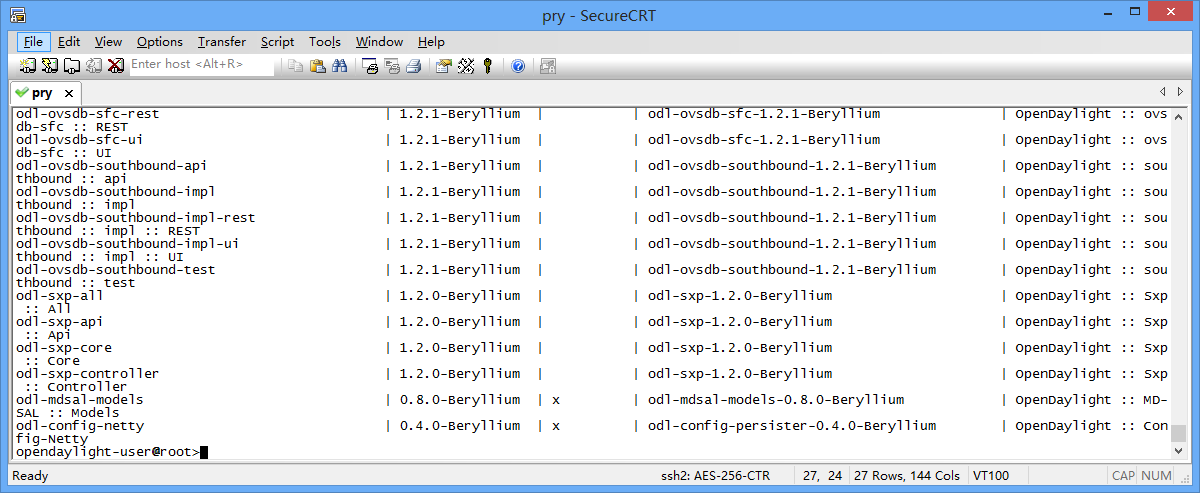 pry - SecureCRT
File Edit View Options Transfer Script Tools Window Help
Enter host <Alt+R>
pry
odl-ovsdb-sfc-rest | 1.2.1-Beryllium | | odl-ovsdb-sfc-1.2.1-Beryllium | OpenDaylight :: ovs
db-sfc :: REST
odl-ovsdb-sfc-ui | 1.2.1-Beryllium | | odl-ovsdb-sfc-1.2.1-Beryllium | OpenDaylight :: ovs
db-sfc :: UI
odl-ovsdb-southbound-api | 1.2.1-Beryllium | | odl-ovsdb-southbound-1.2.1-Beryllium | OpenDaylight :: sou
thbound :: api
odl-ovsdb-southbound-impl | 1.2.1-Beryllium | | odl-ovsdb-southbound-1.2.1-Beryllium | OpenDaylight :: sou
thbound :: impl
odl-ovsdb-southbound-impl-rest | 1.2.1-Beryllium | | odl-ovsdb-southbound-1.2.1-Beryllium | OpenDaylight :: sou
thbound :: impl :: REST
odl-ovsdb-southbound-impl-ui | 1.2.1-Beryllium | | odl-ovsdb-southbound-1.2.1-Beryllium | OpenDaylight :: sou
thbound :: impl :: UI
odl-ovsdb-southbound-test | 1.2.1-Beryllium | | odl-ovsdb-southbound-1.2.1-Beryllium | OpenDaylight :: sou
thbound :: test
odl-sxp-all | 1.2.0-Beryllium | | odl-sxp-1.2.0-Beryllium | OpenDaylight :: Sxp
:: All
odl-sxp-api | 1.2.0-Beryllium | | odl-sxp-1.2.0-Beryllium | OpenDaylight :: Sxp
:: Api
odl-sxp-core | 1.2.0-Beryllium | | odl-sxp-1.2.0-Beryllium | OpenDaylight :: Sxp
:: Core
odl-sxp-controller | 1.2.0-Beryllium | | odl-sxp-1.2.0-Beryllium | OpenDaylight :: Sxp
:: Controller
odl-mdsal-models | 0.8.0-Beryllium | x | odl-mdsal-models-0.8.0-Beryllium | OpenDaylight :: MD-
SAL :: Models
odl-config-netty | 0.4.0-Beryllium | x | odl-config-persister-0.4.0-Beryllium | OpenDaylight :: Con
fig-Netty
opendaylight-user@root>
Ready ssh2: AES-256-CTR 27, 24 27 Rows, 144 Cols VT100 CAP NUM